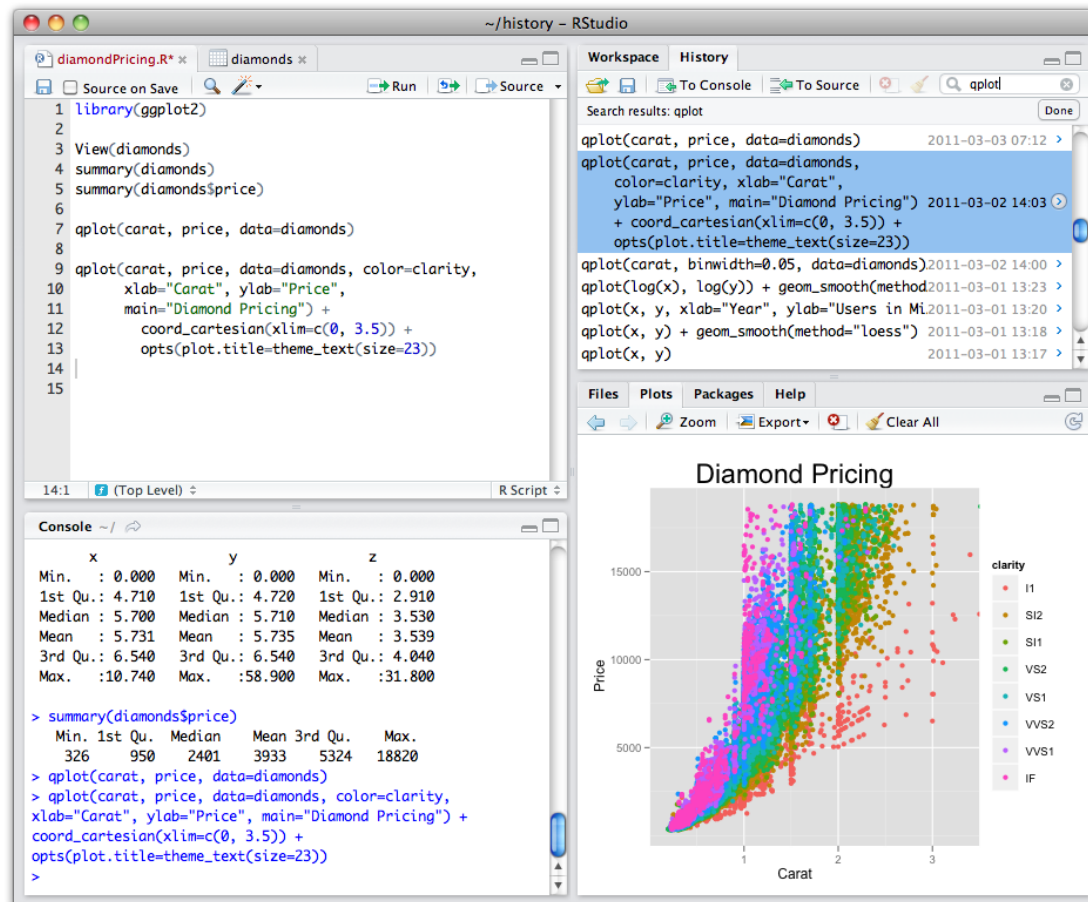 ~/history – RStudio
diamondPricing.R* diamonds
Source on Save Run Source
1 library(ggplot2)
2
3 View(diamonds)
4 summary(diamonds)
5 summary(diamonds$price)
6
7 qplot(carat, price, data=diamonds)
8
9 qplot(carat, price, data=diamonds, color=clarity,
10 xlab="Carat", ylab="Price",
11 main="Diamond Pricing") +
12 coord_cartesian(xlim=c(0, 3.5)) +
13 opts(plot.title=theme_text(size=23))
14
15
14:1 (Top Level) R Script
Console ~/
x y z
Min. : 0.000 Min. : 0.000 Min. : 0.000
1st Qu.: 4.710 1st Qu.: 4.720 1st Qu.: 2.910
Median : 5.700 Median : 5.710 Median : 3.530
Mean : 5.731 Mean : 5.735 Mean : 3.539
3rd Qu.: 6.540 3rd Qu.: 6.540 3rd Qu.: 4.040
Max. :10.740 Max. :58.900 Max. :31.800
> summary(diamonds$price)
Min. 1st Qu. Median Mean 3rd Qu. Max.
326 950 2401 3933 5324 18820
> qplot(carat, price, data=diamonds)
> qplot(carat, price, data=diamonds, color=clarity,
xlab="Carat", ylab="Price", main="Diamond Pricing") +
coord_cartesian(xlim=c(0, 3.5)) +
opts(plot.title=theme_text(size=23))
>
Workspace History
To Console To Source qplot
Search results: qplot Done
qplot(carat, price, data=diamonds) 2011-03-03 07:12
qplot(carat, price, data=diamonds,
color=clarity, xlab="Carat",
ylab="Price", main="Diamond Pricing") 2011-03-02 14:03
+ coord_cartesian(xlim=c(0, 3.5)) +
opts(plot.title=theme_text(size=23))
qplot(carat, binwidth=0.05, data=diamonds) 2011-03-02 14:00
qplot(log(x), log(y)) + geom_smooth(method 2011-03-01 13:23
qplot(x, y, xlab="Year", ylab="Users in Mi 2011-03-01 13:20
qplot(x, y) + geom_smooth(method="loess") 2011-03-01 13:18
qplot(x, y) 2011-03-01 13:17
Files Plots Packages Help
Zoom Export Clear All
Diamond Pricing
15000
10000
5000
Price
1 2 3
Carat
clarity
I1
SI2
SI1
VS2
VS1
VVS2
VVS1
IF